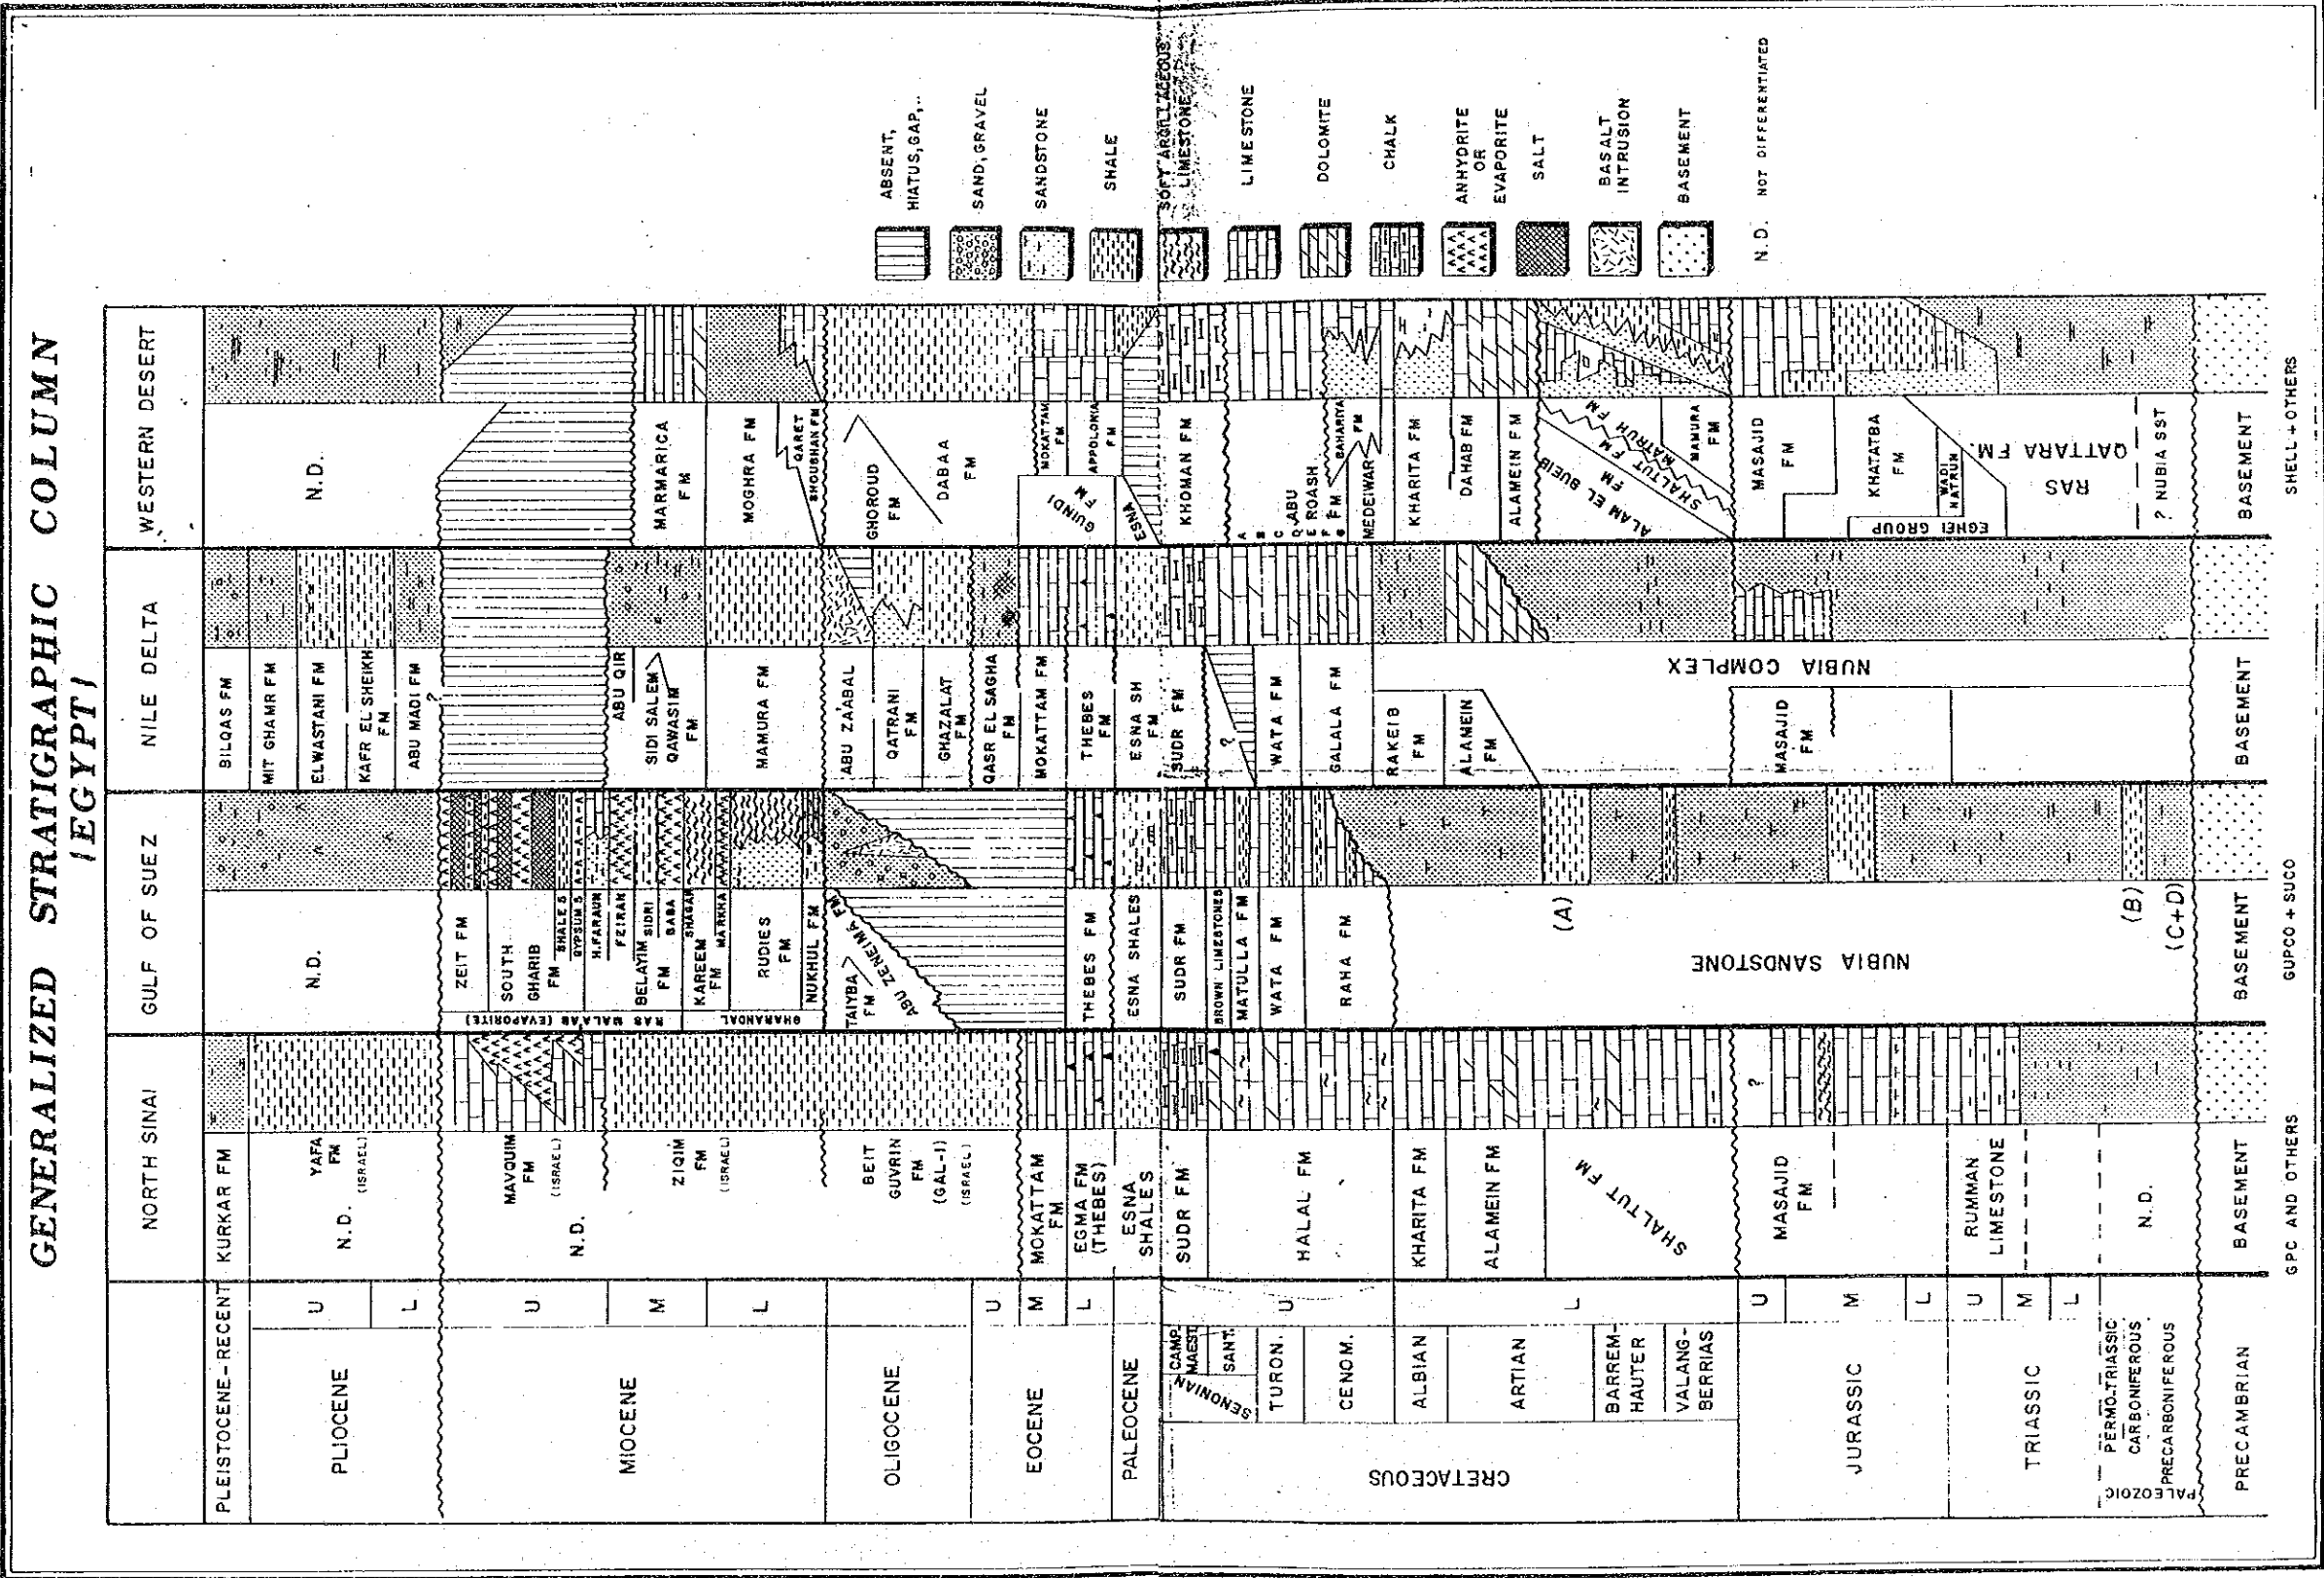 GENERALIZED STRATIGRAPHIC COLUMN
(EGYPT)
NORTH SINAI
GULF OF SUEZ
NILE DELTA
WESTERN DESERT
PLEISTOCENE-RECENT
PLIOCENE
U
L
MIOCENE
U
M
L
OLIGOCENE
EOCENE
U
M
L
PALEOCENE
CRETACEOUS
SENONIAN
CAMP.
MAEST
SANT.
TURON.
CENOM.
U
ALBIAN
ARTIAN
BARREM-
HAUTER
VALANG-
BERRIAS
L
JURASSIC
U
M
L
TRIASSIC
U
M
L
PALEOZOIC
PERMO-TRIASSIC
CARBONIFEROUS
PRECARBONIFEROUS
PRECAMBRIAN
KURKAR FM
N.D.
YAFA
FM
(ISRAEL)
N.D.
MAVQUIM
FM
(ISRAEL)
ZIQIM
FM
(ISRAEL)
BEIT
GUVRIN
FM
(GAL-I)
(ISRAEL)
MOKATTAM
FM
EGMA FM
(THEBES)
ESNA
SHALES
SUDR FM
HALAL FM
KHARITA FM
ALAMEIN FM
SHALTUT FM
?
MASAJID
FM
RUMMAN
LIMESTONE
N.D.
BASEMENT
GPC AND OTHERS
N.D.
RAS MALAAB (EVAPORITE)
ZEIT FM
SOUTH
GHARIB
FM
SHALE S
GYPSUM S
H.FARAUN
FEIRAN
BELAYIM
FM
SIDRI
BABA
GHARANDAL
KAREEM
FM
SHAGAR
MARKHA
RUDIES
FM
NUKHUL FM
TAIYBA
FM
ABU ZENEIMA FM
THEBES FM
ESNA SHALES
SUDR FM
BROWN LIMESTONES
MATULLA FM
WATA FM
RAHA FM
(A)
NUBIA SANDSTONE
(B)
(C+D)
BASEMENT
GUPCO + SUCO
BILQAS FM
MIT GHAMR FM
ELWASTANI FM
KAFR EL SHEIKH
FM
ABU MADI FM
?
ABU QIR
SIDI SALEM
QAWASIM
FM
MAMURA FM
ABU ZA'ABAL
QATRANI
FM
GHAZALAT
FM
QASR EL SAGHA
FM
MOKATTAM FM
THEBES
FM
ESNA SH
FM
SUDR FM
?
WATA FM
GALALA FM
RAKEIB
FM
ALAMEIN
FM
NUBIA COMPLEX
MASAJID
FM
BASEMENT
N.D.
MARMARICA
FM
MOGHRA FM
QARET
SHOUSHAN FM
GHOROUD
FM
DABAA
FM
MOKATTAM
FM
GUINDI
FM
APPOLONIA
FM
ESNA
KHOMAN FM
A
B
C
D
E
F
G
ABU
ROASH
FM
BAHARIYA
FM
MEDEIWAR
KHARITA FM
DAHAB FM
ALAMEIN FM
ALAM EL BUEIB
FM
SHALTUT FM
MATRUH FM
MAMURA
FM
MASAJID
FM
KHATATBA
FM
WADI
NATRUN
EGHEI GROUP
RAS
QATTARA FM.
? NUBIA SST
BASEMENT
SHELL + OTHERS
ABSENT,
HIATUS,GAP,..
SAND,GRAVEL
SANDSTONE
SHALE
SOFT ARGILLACEOUS
LIMESTONE
LIMESTONE
DOLOMITE
CHALK
ANHYDRITE
OR
EVAPORITE
SALT
BASALT
INTRUSION
BASEMENT
N.D. NOT DIFFERENTIATED